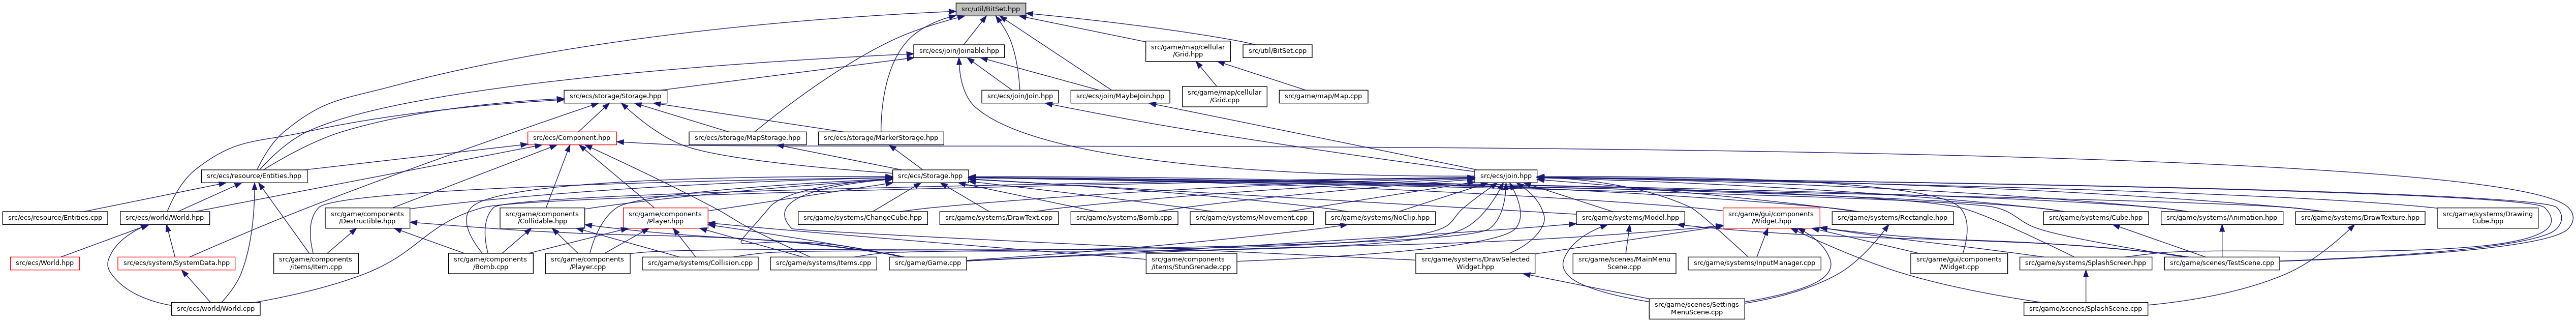 src/util/BitSet.hpp
src/ecs/join/Joinable.hpp
src/game/map/cellular
/Grid.hpp
src/util/BitSet.cpp
src/ecs/storage/Storage.hpp
src/ecs/join/Join.hpp
src/ecs/join/MaybeJoin.hpp
src/game/map/cellular
/Grid.cpp
src/game/map/Map.cpp
src/ecs/Component.hpp
src/ecs/storage/MapStorage.hpp
src/ecs/storage/MarkerStorage.hpp
src/ecs/resource/Entities.hpp
src/ecs/Storage.hpp
src/ecs/join.hpp
src/ecs/resource/Entities.cpp
src/ecs/world/World.hpp
src/game/components
/Destructible.hpp
src/game/components
/Collidable.hpp
src/game/components
/Player.hpp
src/game/systems/ChangeCube.hpp
src/game/systems/DrawText.cpp
src/game/systems/Bomb.cpp
src/game/systems/Movement.cpp
src/game/systems/NoClip.hpp
src/game/systems/Model.hpp
src/game/gui/components
/Widget.hpp
src/game/systems/Rectangle.hpp
src/game/systems/Cube.hpp
src/game/systems/Animation.hpp
src/game/systems/DrawTexture.hpp
src/game/systems/Drawing
Cube.hpp
src/ecs/World.hpp
src/ecs/system/SystemData.hpp
src/game/components
/items/Item.cpp
src/game/components
/Bomb.cpp
src/game/components
/Player.cpp
src/game/systems/Collision.cpp
src/game/systems/Items.cpp
src/game/Game.cpp
src/game/components
/items/StunGrenade.cpp
src/game/systems/DrawSelected
Widget.hpp
src/game/scenes/MainMenu
Scene.cpp
src/game/systems/InputManager.cpp
src/game/gui/components
/Widget.cpp
src/game/systems/SplashScreen.hpp
src/game/scenes/TestScene.cpp
src/ecs/world/World.cpp
src/game/scenes/Settings
MenuScene.cpp
src/game/scenes/SplashScene.cpp